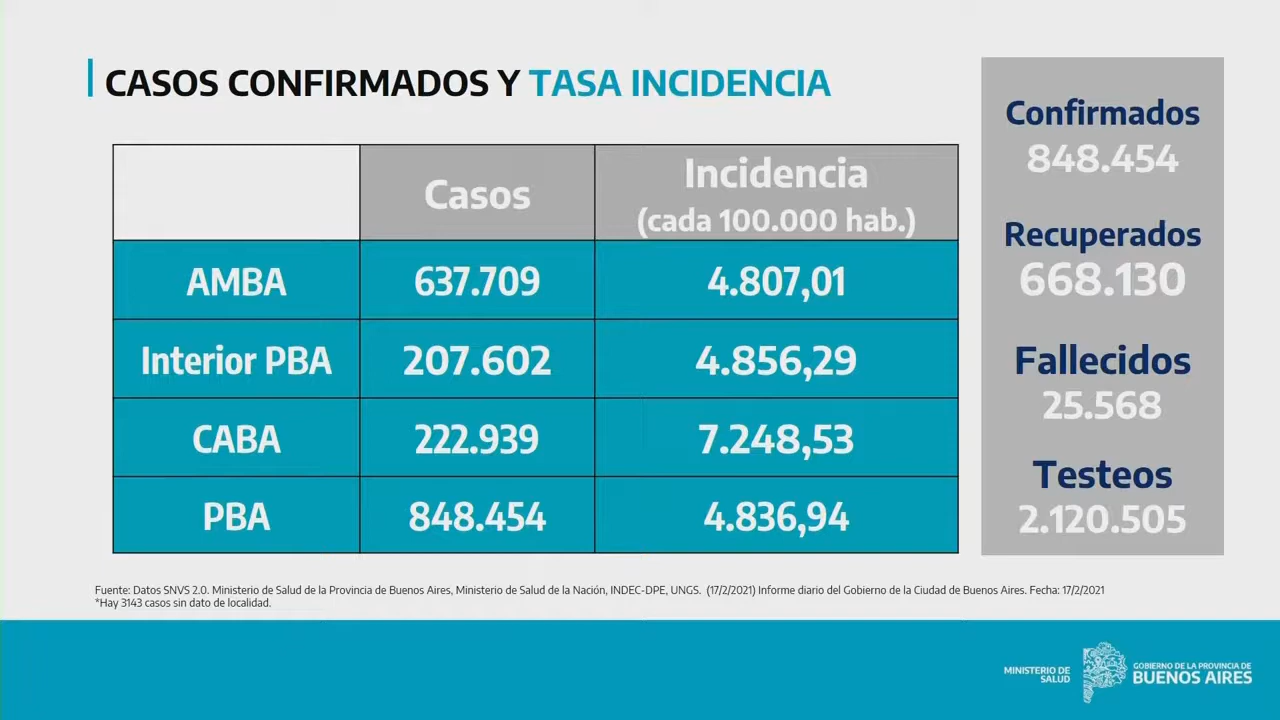 CASOS CONFIRMADOS Y TASA INCIDENCIA
Casos
Incidencia
(cada 100.000 hab.)
AMBA 637.709 4.807,01
Interior PBA 207.602 4.856,29
CABA 222.939 7.248,53
PBA 848.454 4.836,94
Confirmados
848.454
Recuperados
668.130
Fallecidos
25.568
Testeos
2.120.505
Fuente: Datos SNVS 2.0. Ministerio de Salud de la Provincia de Buenos Aires, Ministerio de Salud de la Nación, INDEC-DPE, UNGS. (17/2/2021) Informe diario del Gobierno de la Ciudad de Buenos Aires. Fecha: 17/2/2021
*Hay 3143 casos sin dato de localidad.
MINISTERIO DE
SALUD
GOBIERNO DE LA PROVINCIA DE
BUENOS AIRES